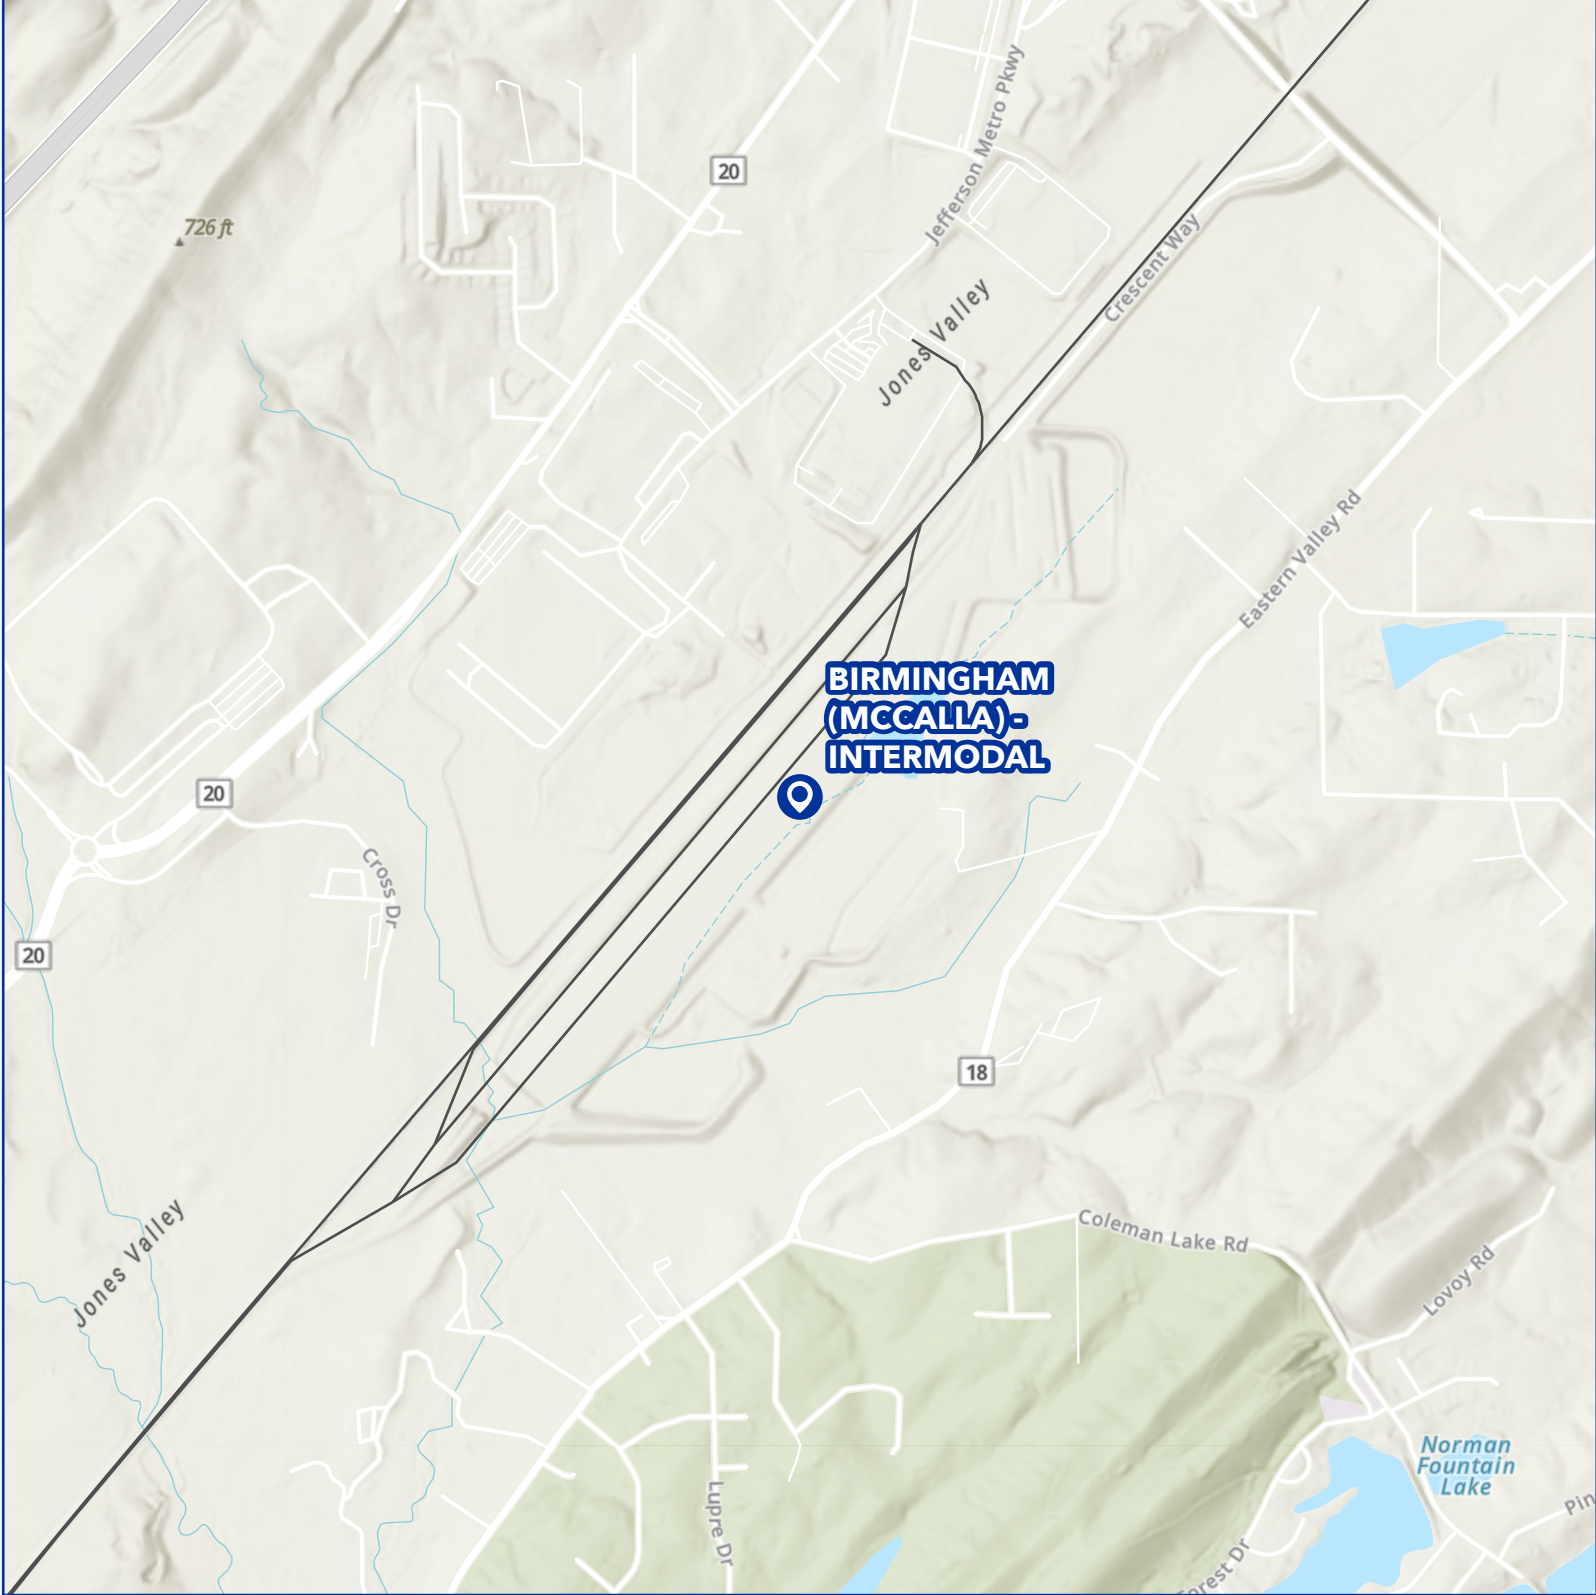 Jefferson Metro Pkwy
20
726 ft
Crescent Way
Jones Valley
Eastern Valley Rd
BIRMINGHAM
(MCCALLA) -
INTERMODAL
20
Cross Dr
20
18
Jones Valley
Coleman Lake Rd
Lovoy Rd
Norman
Fountain
Lake
Lupre Dr